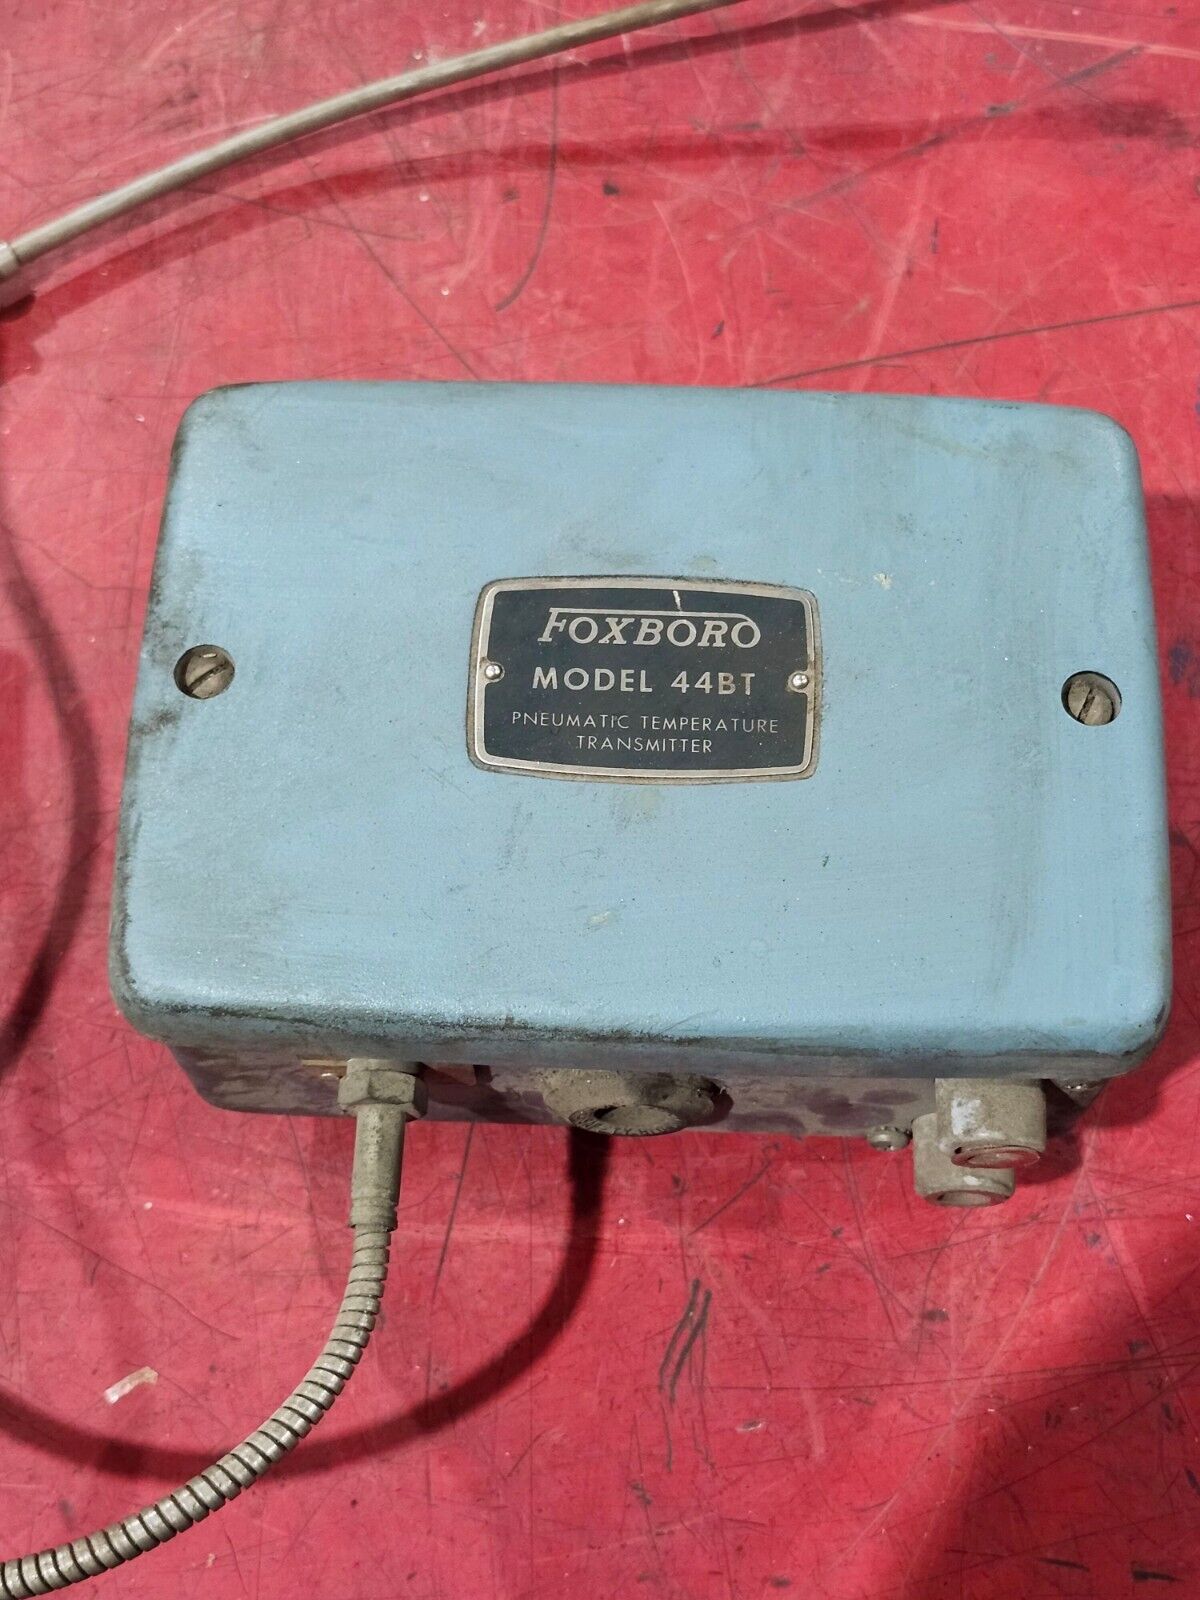 FOXBORO
MODEL 44BT
PNEUMATIC TEMPERATURE
TRANSMITTER